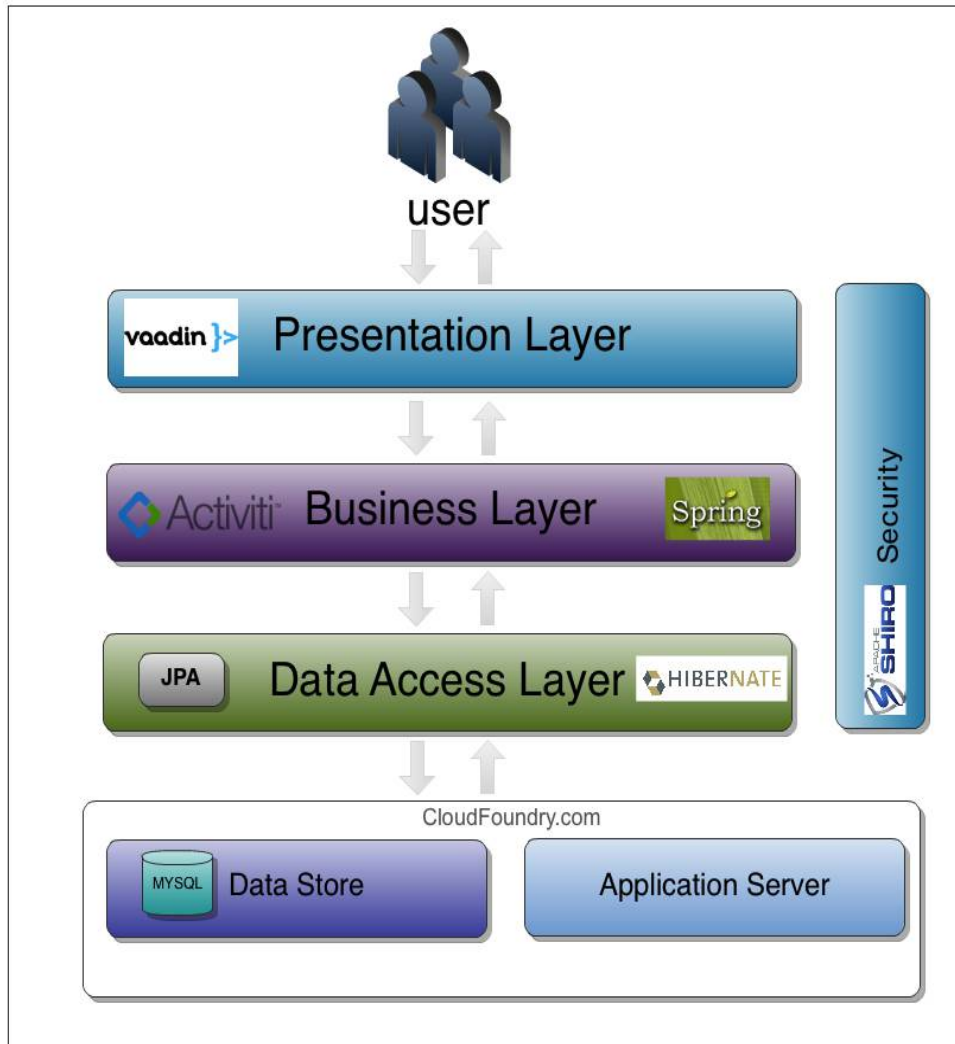 user
vaadin }>
Presentation Layer
Activiti™
Business Layer
Spring
JPA
Data Access Layer
HIBERNATE
Security
APACHE
SHIRO
CloudFoundry.com
MYSQL
Data Store
Application Server